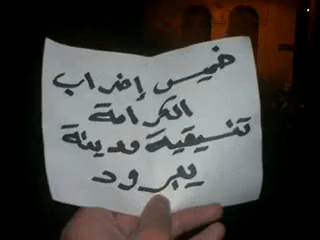 خميس إضراب
الكرامة
تنسيقية مدينة
يبرود